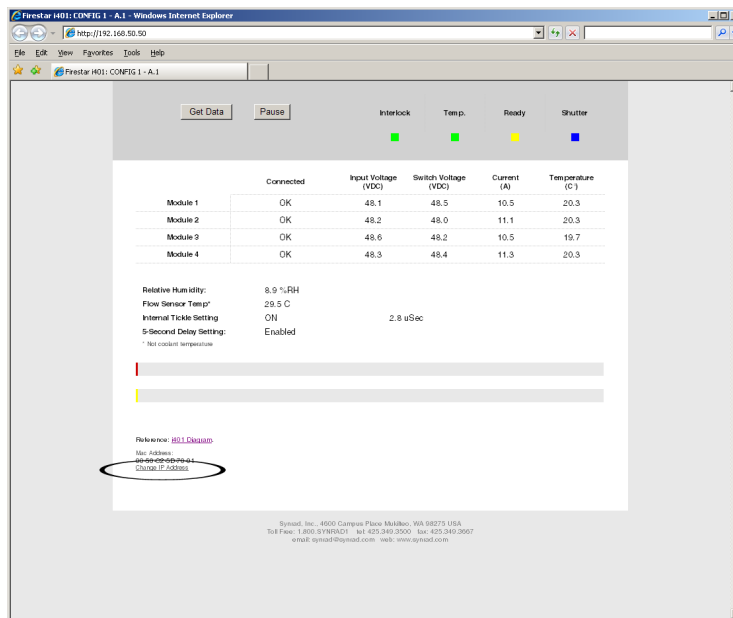 Firestar i401: CONFIG 1 - A.1 - Windows Internet Explorer
http://192.168.50.50
File Edit View Favorites Tools Help
Firestar i401: CONFIG 1 - A.1
Get Data Pause Interlock Temp. Ready Shutter
Connected Input Voltage (VDC) Switch Voltage (VDC) Current (A) Temperature (C°)
Module 1 OK 48.1 48.5 10.5 20.3
Module 2 OK 48.2 48.0 11.1 20.3
Module 3 OK 48.6 48.2 10.5 19.7
Module 4 OK 48.3 48.4 11.3 20.3
Relative Humidity: 8.9 %RH
Flow Sensor Temp* 29.5 C
Internal Tickle Setting ON 2.8 uSec
5-Second Delay Setting: Enabled
* Not coolant temperature
Reference: i401 Diagram.
Mac Address:
Change IP Address
Synrad, Inc., 4600 Campus Place Mukilteo, WA 98275 USA
Toll Free: 1.800.SYNRAD1 tel: 425.349.3500 fax: 425.349.3667
email: synrad@synrad.com web: www.synrad.com